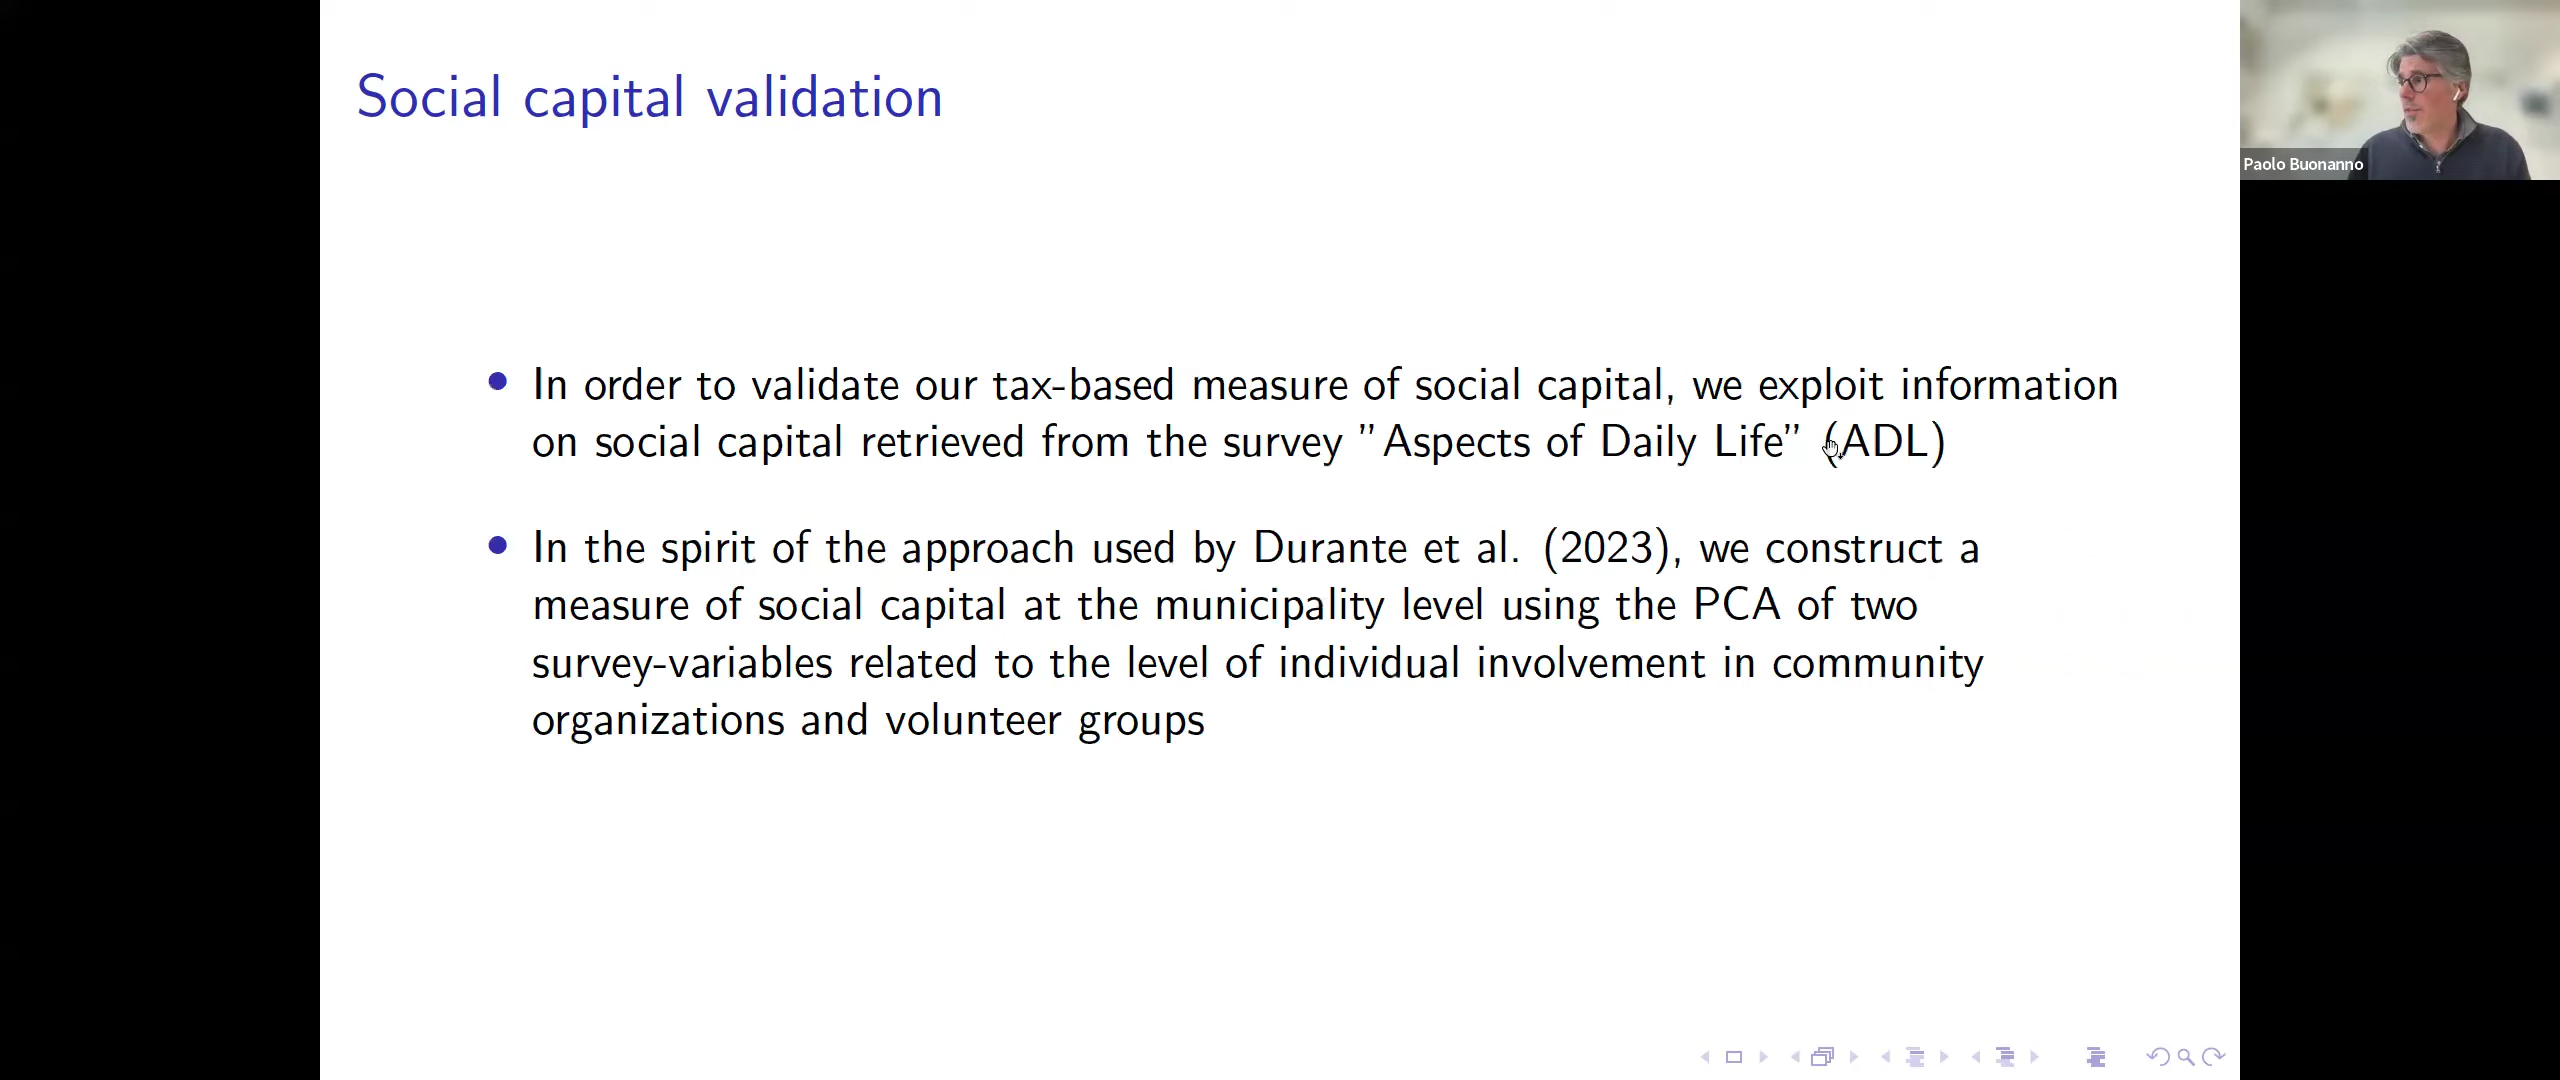 Social capital validation
Paolo Buonanno
• In order to validate our tax-based measure of social capital, we exploit information
on social capital retrieved from the survey ”Aspects of Daily Life” (ADL)
• In the spirit of the approach used by Durante et al. (2023), we construct a
measure of social capital at the municipality level using the PCA of two
survey-variables related to the level of individual involvement in community
organizations and volunteer groups